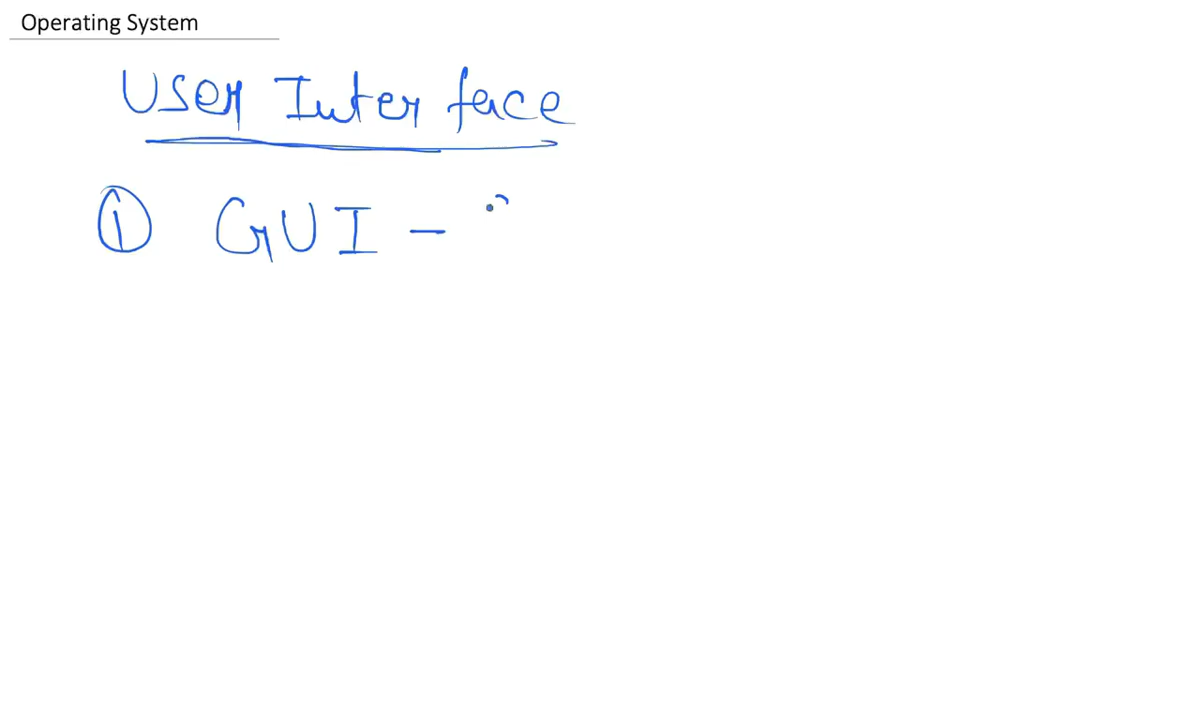 Operating System
User Interface
① GUI -